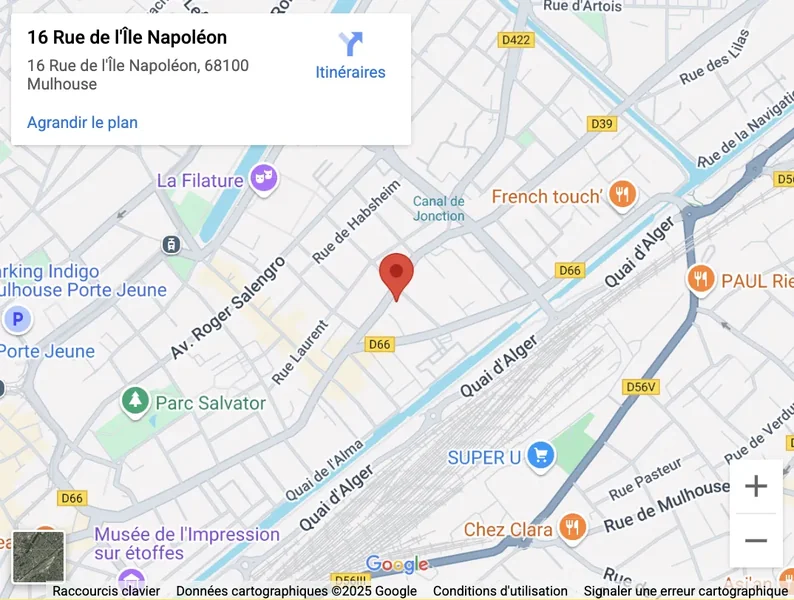 16 Rue de l'Île Napoléon
16 Rue de l'Île Napoléon, 68100
Mulhouse
Itinéraires
Agrandir le plan
Rue d'Artois
D422
Rue des Lilas
D39
Rue de la Navigati
La Filature
French touch'
Canal de
Jonction
Rue de Habsheim
D66
Quai d'Alger
arking Indigo
ulhouse Porte Jeune
P
Porte Jeune
Av. Roger Salengro
PAUL Rie
D66
Rue Laurent
Quai d'Alger
D56V
Parc Salvator
Quai de l'Alma
Quai d'Alger
SUPER U
Rue de Verdu
Rue Pasteur
D66
Rue de Mulhouse
Musée de l'Impression
sur étoffes
Chez Clara
Google
D56III
Asilan
Raccourcis clavier
Données cartographiques ©2025 Google
Conditions d'utilisation
Signaler une erreur cartographique